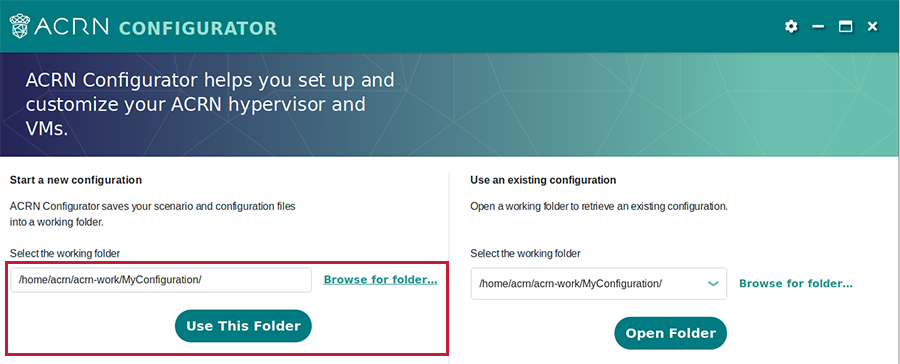 ACRN CONFIGURATOR
ACRN Configurator helps you set up and
customize your ACRN hypervisor and
VMs.
Start a new configuration
ACRN Configurator saves your scenario and configuration files
into a working folder.
Select the working folder
/home/acrn/acrn-work/MyConfiguration/ Browse for folder...
Use This Folder
Use an existing configuration
Open a working folder to retrieve an existing configuration.
Select the working folder
/home/acrn/acrn-work/MyConfiguration/ Browse for folder...
Open Folder